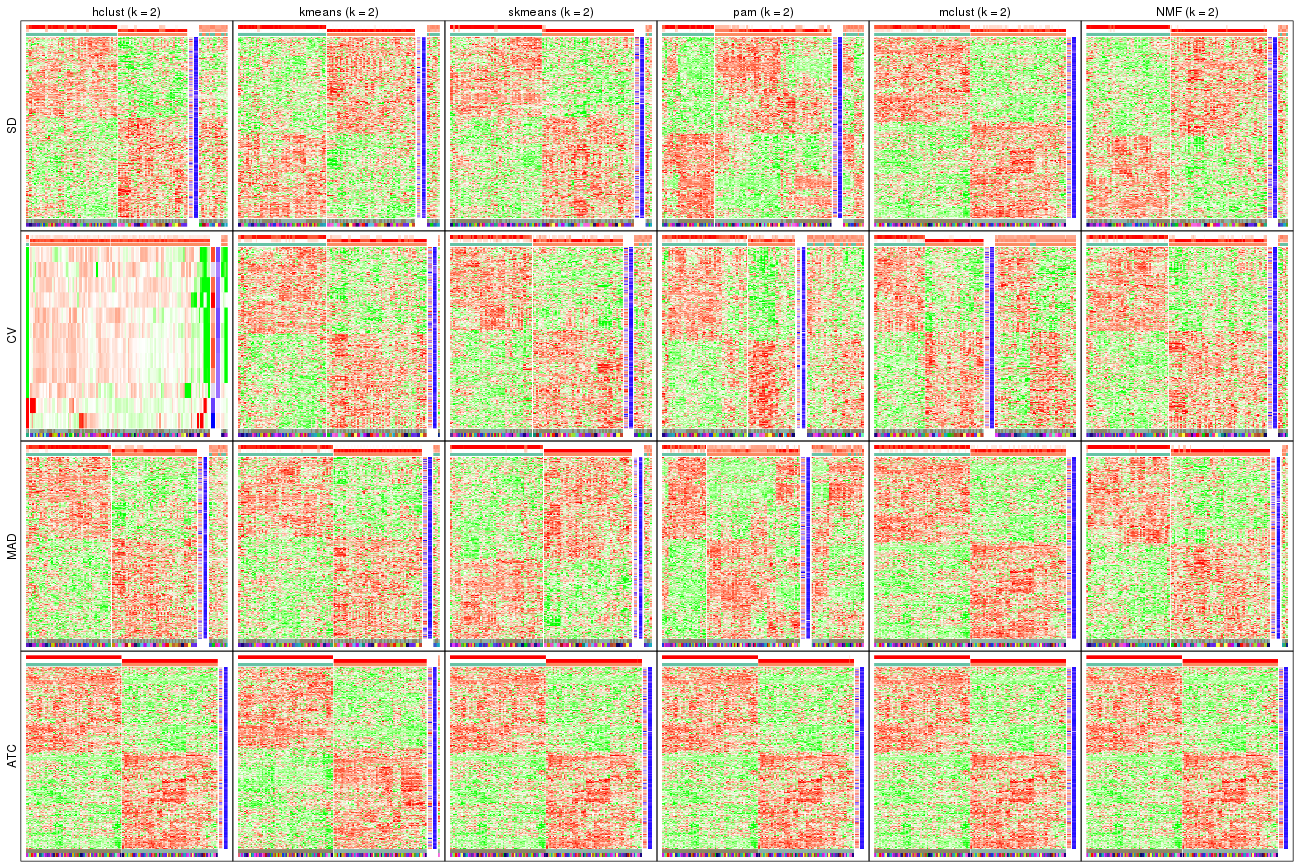 hclust (k = 2) kmeans (k = 2) skmeans (k = 2) pam (k = 2) mclust (k = 2) NMF (k = 2)
SD
CV
MAD
ATC